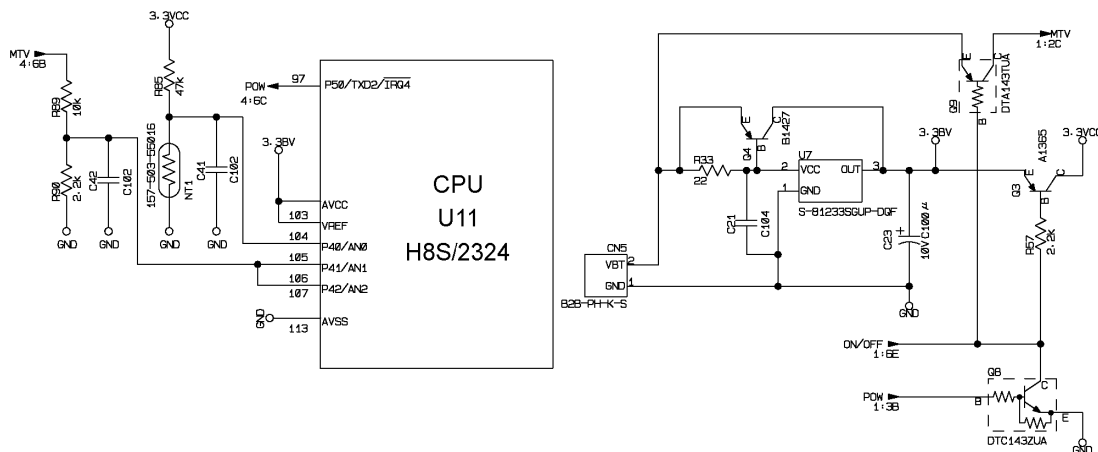 3.3VCC
MTV
4:6B
R89
10k
R90
2.2k
C42
C102
GND
GND
R85
47k
157-503-55016
NT1
C41
C102
GND
GND
POW
4:6C
97
P50/TXD2/IRQ4
3.3BV
AVCC
103
VREF
104
P40/AN0
105
P41/AN1
106
P42/AN2
107
GND
113
AVSS
CPU
U11
H8S/2324
MTV
1:2C
E
C
Q9
DTA143TUA
B
E
C
B
Q4
B1427
R33
22
U7
2
VCC
OUT
3
1
GND
S-81233SGUP-DQF
C21
C104
C23
+
10V C100μ
GND
3.3BV
A1365
3.3VCC
E
C
B
Q3
R57
2.2k
CN5
VBT
2
GND
1
B2B-PH-K-S
ON/OFF
1:6E
POW
1:3B
Q8
B
C
E
DTC143ZUA
GND